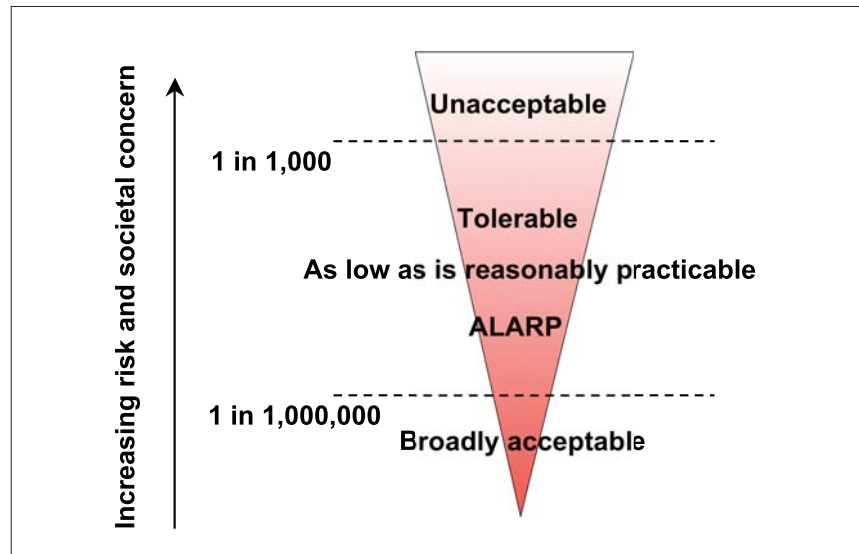 Increasing risk and societal concern
Unacceptable
1 in 1,000
Tolerable
As low as is reasonably practicable
ALARP
1 in 1,000,000
Broadly acceptable